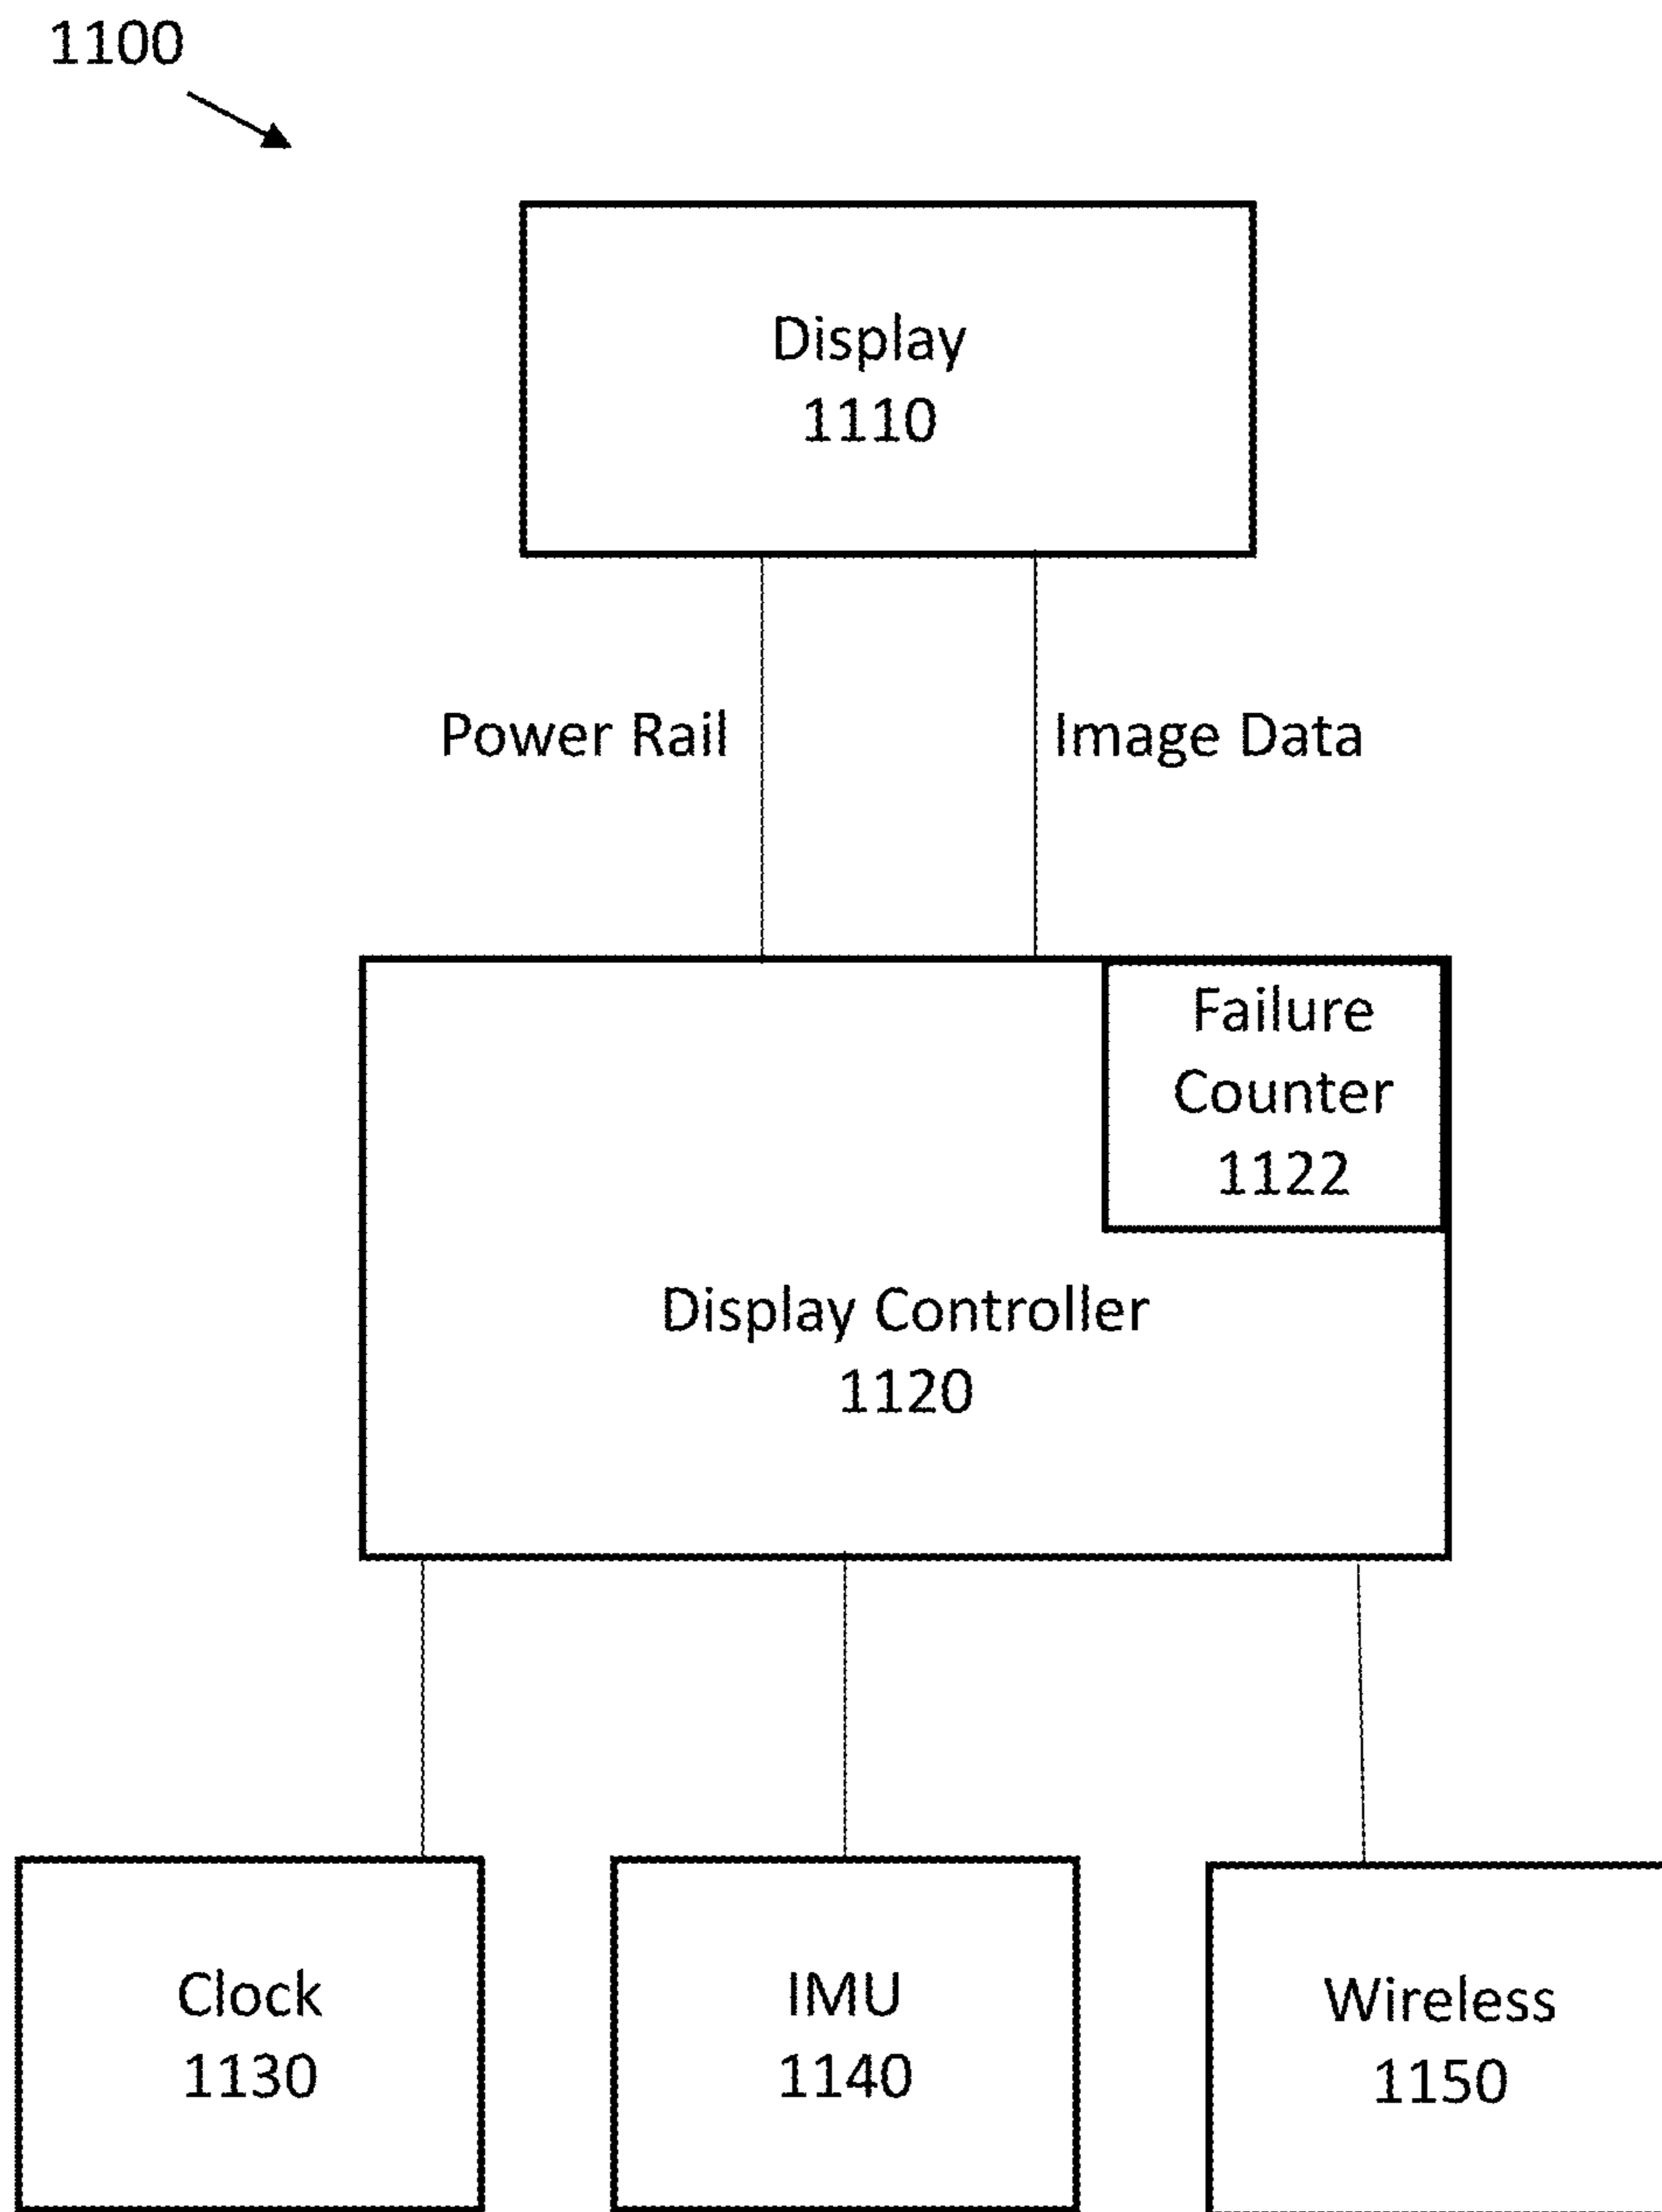 1100
Display
1110
Power Rail
Image Data
Failure
Counter
1122
Display Controller
1120
Clock
1130
IMU
1140
Wireless
1150